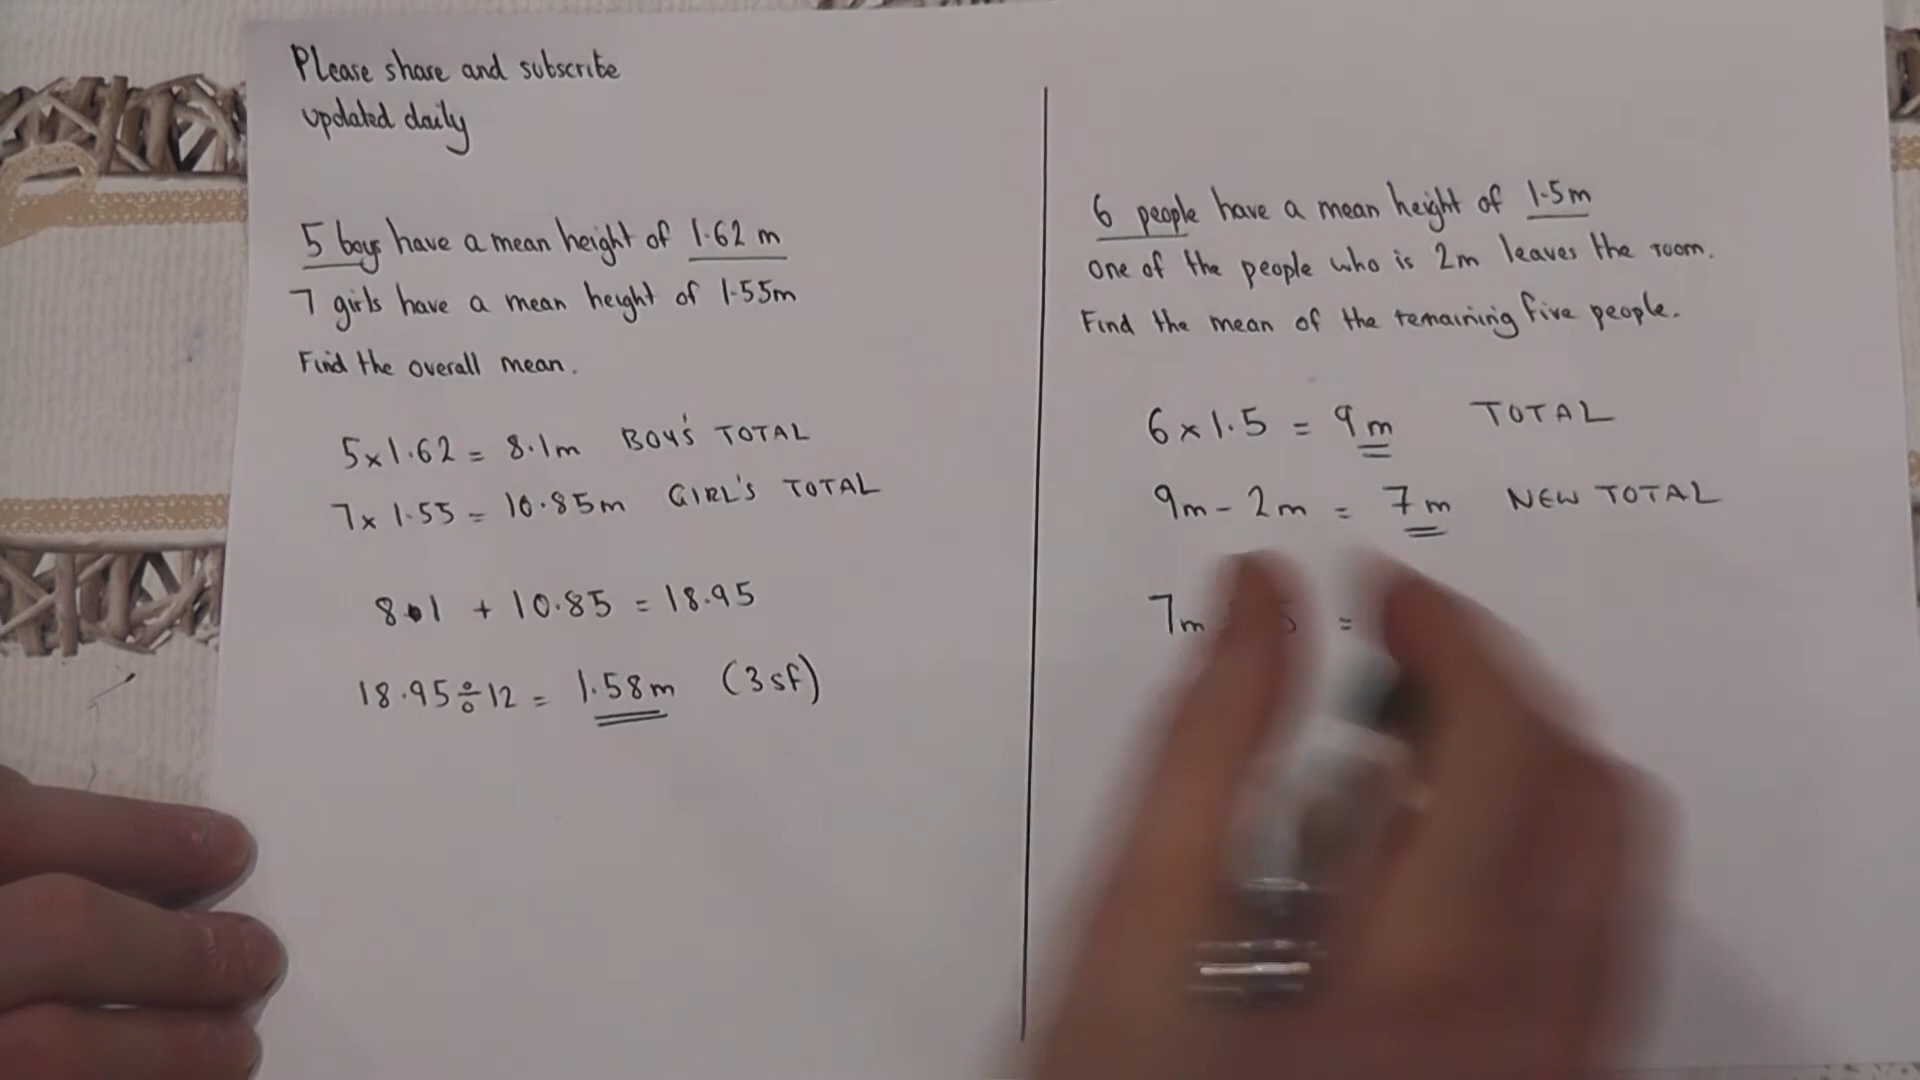 Please share and subscribe
updated daily
5 boys have a mean height of 1.62 m
7 girls have a mean height of 1.55m
Find the overall mean.
5x1.62 = 8.1m BOY'S TOTAL
7x 1.55 = 10.85m GIRL'S TOTAL
8.1 + 10.85 = 18.95
18.95÷12 = 1.58m (3sf)
6 people have a mean height of 1.5m
one of the people who is 2m leaves the room.
Find the mean of the remaining five people.
6x1.5 = 9m TOTAL
9m - 2m = 7m NEW TOTAL
7m 5 =